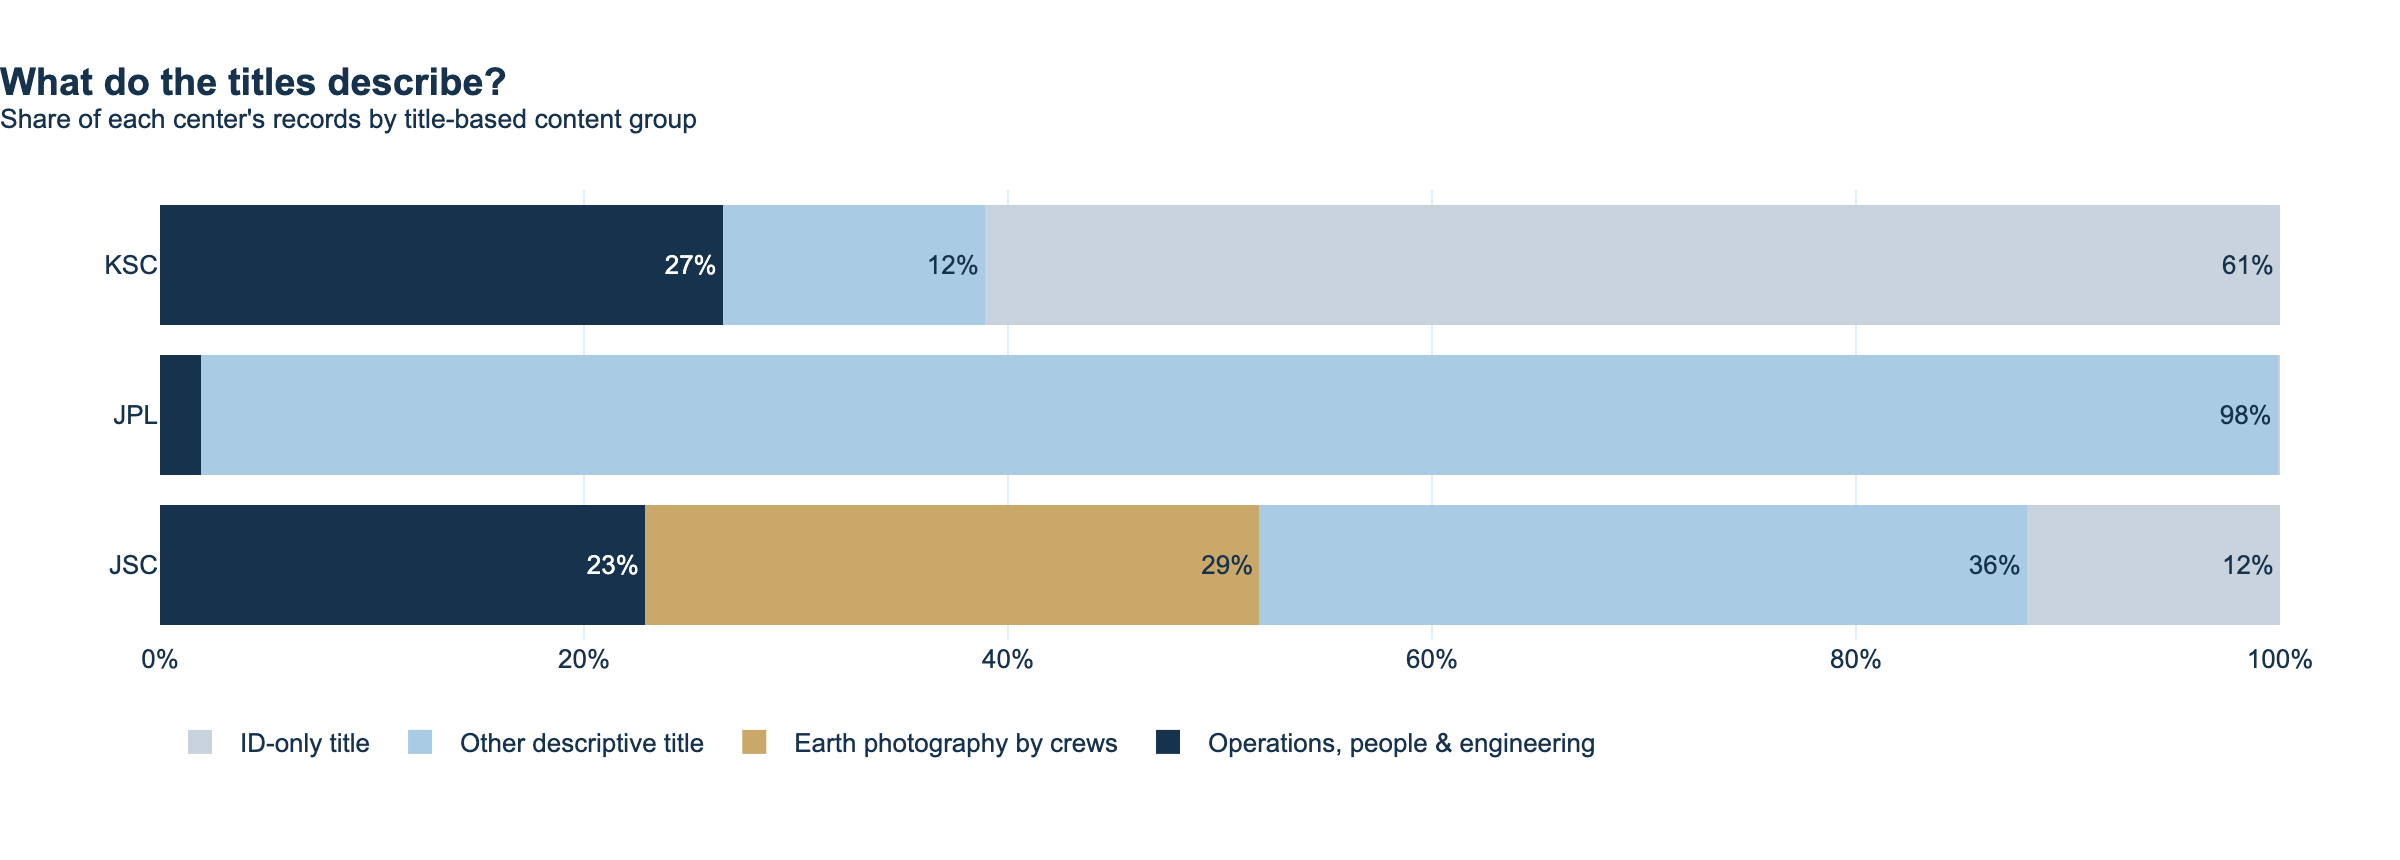 What do the titles describe?
Share of each center's records by title-based content group
KSC 27% 12% 61%
JPL 98%
JSC 23% 29% 36% 12%
0% 20% 40% 60% 80% 100%
ID-only title Other descriptive title Earth photography by crews Operations, people & engineering